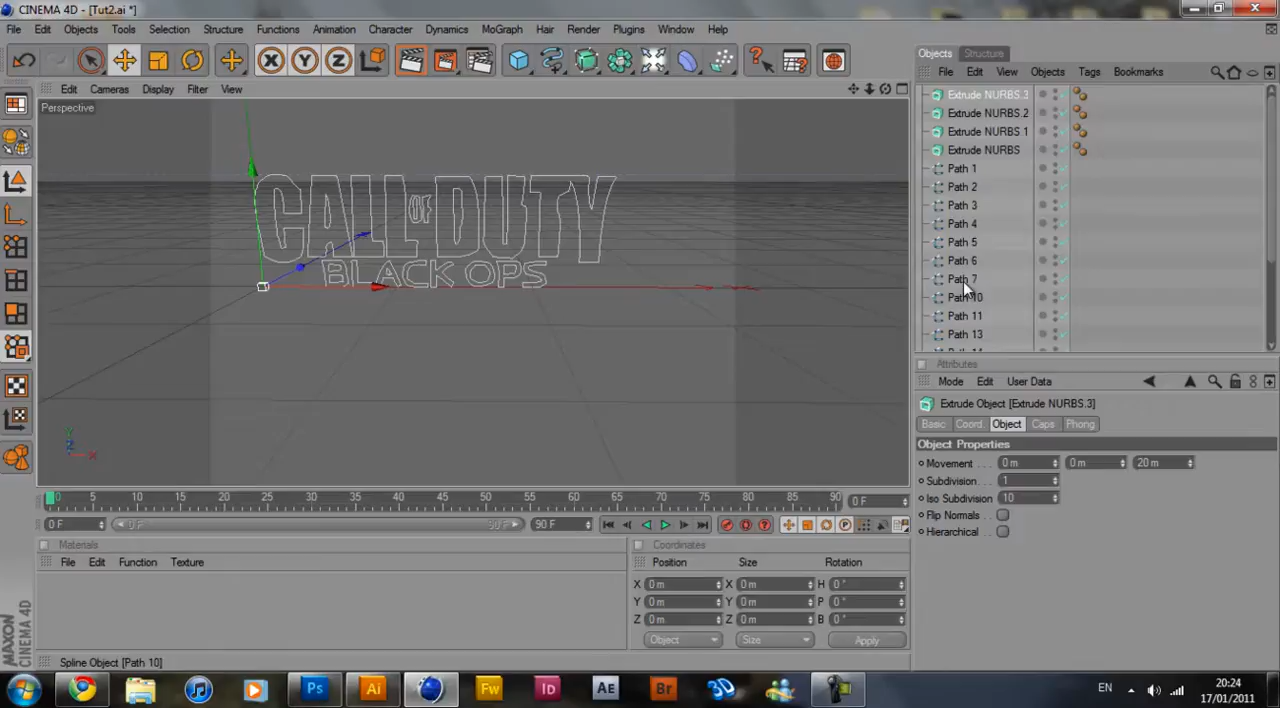 CINEMA 4D - [Tut2.ai *]
File Edit Objects Tools Selection Structure Functions Animation Character Dynamics MoGraph Hair Render Plugins Window Help
X Y Z
Edit Cameras Display Filter View
Perspective
CALL OF DUTY
BLACK OPS
Objects Structure
File Edit View Objects Tags Bookmarks
Extrude NURBS.3
Extrude NURBS.2
Extrude NURBS 1
Extrude NURBS
Path 1
Path 2
Path 3
Path 4
Path 5
Path 6
Path 7
Path 10
Path 11
Path 13
Attributes
Mode Edit User Data
Extrude Object [Extrude NURBS.3]
Basic Coord. Object Caps Phong
Object Properties
Movement . . . 0 m 0 m 20 m
Subdivision . . . 1
Iso Subdivision 10
Flip Normals . .
Hierarchical . .
0 5 10 15 20 25 30 35 40 45 50 55 60 65 70 75 80 85 90 0 F
0 F 0 F 90 F 90 F
Materials
File Edit Function Texture
Coordinates
Position Size Rotation
X 0 m X 0 m H 0 °
Y 0 m Y 0 m P 0 °
Z 0 m Z 0 m B 0 °
Object Size Apply
MAXON
CINEMA 4D
Spline Object [Path 10]
Ps Ai Fw Id AE Br 3D
EN
20:24
17/01/2011